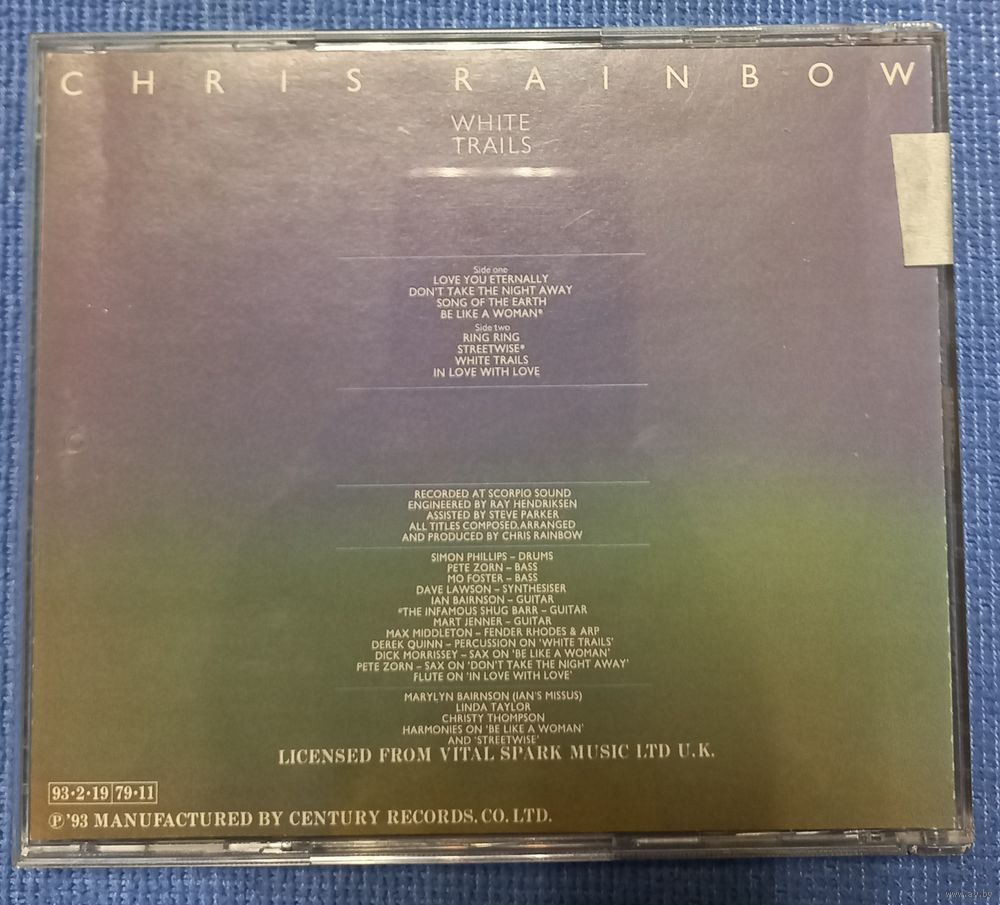 CHRIS RAINBOW
WHITE
TRAILS
Side one
LOVE YOU ETERNALLY
DON'T TAKE THE NIGHT AWAY
SONG OF THE EARTH
BE LIKE A WOMAN*
Side two
RING RING
STREETWISE*
WHITE TRAILS
IN LOVE WITH LOVE
RECORDED AT SCORPIO SOUND
ENGINEERED BY RAY HENDRIKSEN
ASSISTED BY STEVE PARKER
ALL TITLES COMPOSED, ARRANGED
AND PRODUCED BY CHRIS RAINBOW
SIMON PHILLIPS – DRUMS
PETE ZORN – BASS
MO FOSTER – BASS
DAVE LAWSON – SYNTHESISER
IAN BAIRNSON – GUITAR
*THE INFAMOUS SHUG BARR – GUITAR
MART JENNER – GUITAR
MAX MIDDLETON – FENDER RHODES & ARP
DEREK QUINN – PERCUSSION ON 'WHITE TRAILS'
DICK MORRISSEY – SAX ON 'BE LIKE A WOMAN'
PETE ZORN – SAX ON 'DON'T TAKE THE NIGHT AWAY'
FLUTE ON 'IN LOVE WITH LOVE'
MARYLYN BAIRNSON (IAN'S MISSUS)
LINDA TAYLOR
CHRISTY THOMPSON
HARMONIES ON 'BE LIKE A WOMAN'
AND 'STREETWISE'
LICENSED FROM VITAL SPARK MUSIC LTD U.K.
93·2·19 79·11
Ⓟ '93 MANUFACTURED BY CENTURY RECORDS. CO. LTD.
www.ay.by